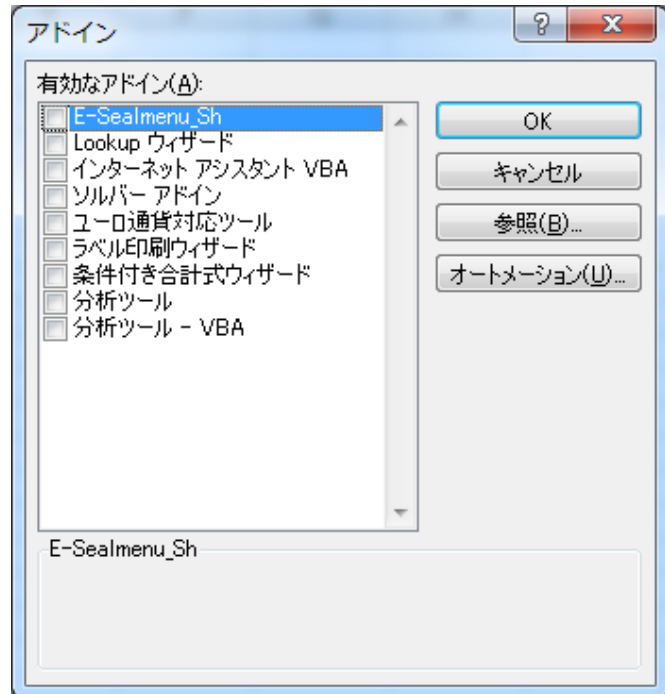 アドイン
有効なアドイン(A):
E-Sealmenu_Sh
Lookup ウィザード
インターネット アシスタント VBA
ソルバー アドイン
ユーロ通貨対応ツール
ラベル印刷ウィザード
条件付き合計式ウィザード
分析ツール
分析ツール - VBA
OK
キャンセル
参照(B)...
オートメーション(U)...
E-Sealmenu_Sh